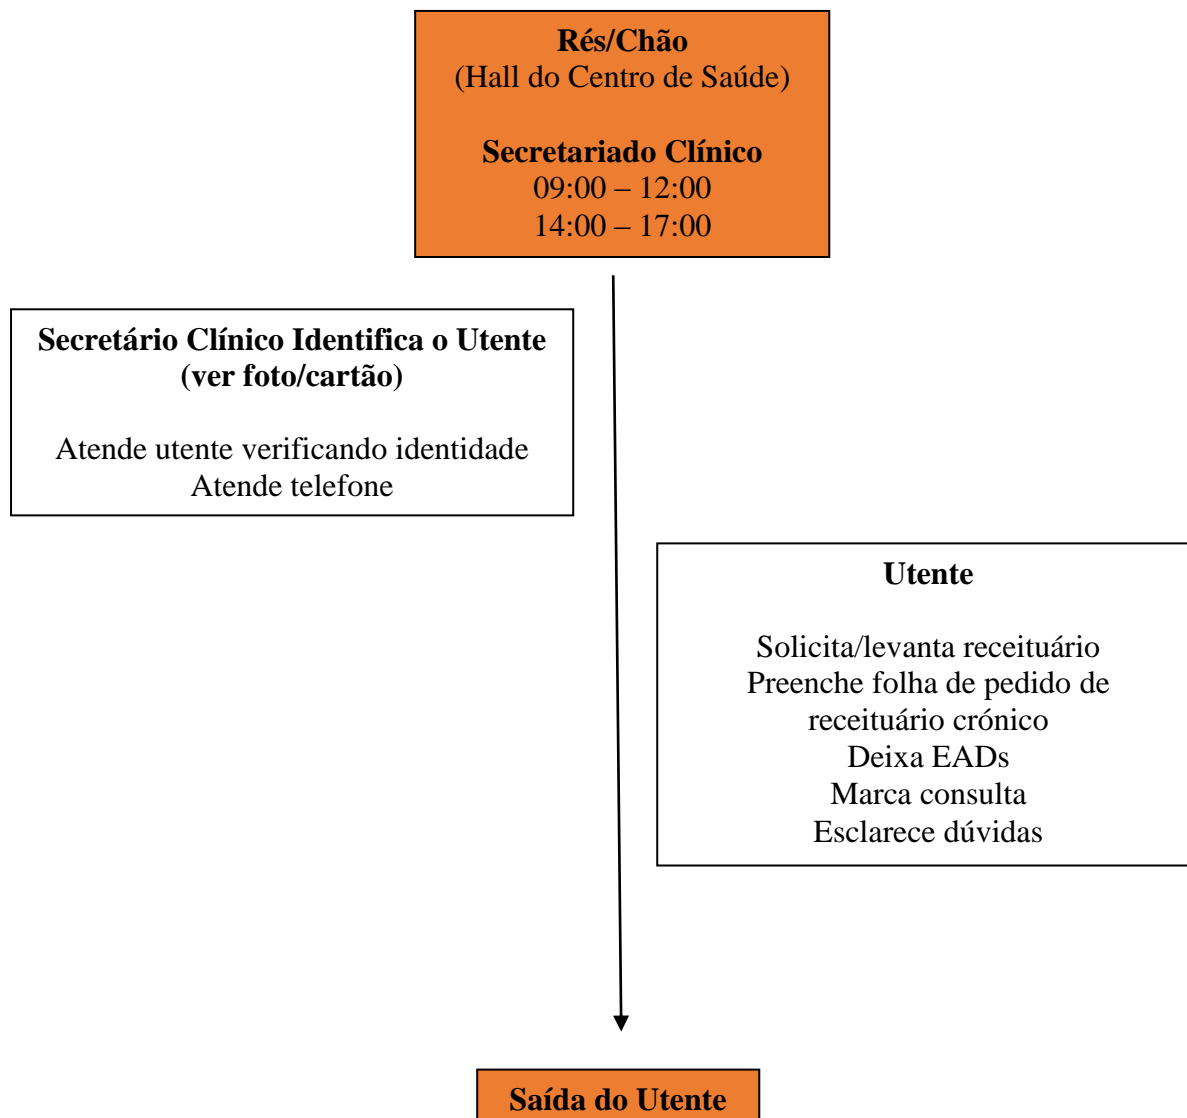 Rés/Chão
(Hall do Centro de Saúde)
Secretariado Clínico
09:00 – 12:00
14:00 – 17:00
Secretário Clínico Identifica o Utente
(ver foto/cartão)
Atende utente verificando identidade
Atende telefone
Utente
Solicita/levanta receituário
Preenche folha de pedido de
receituário crónico
Deixa EADs
Marca consulta
Esclarece dúvidas
Saída do Utente